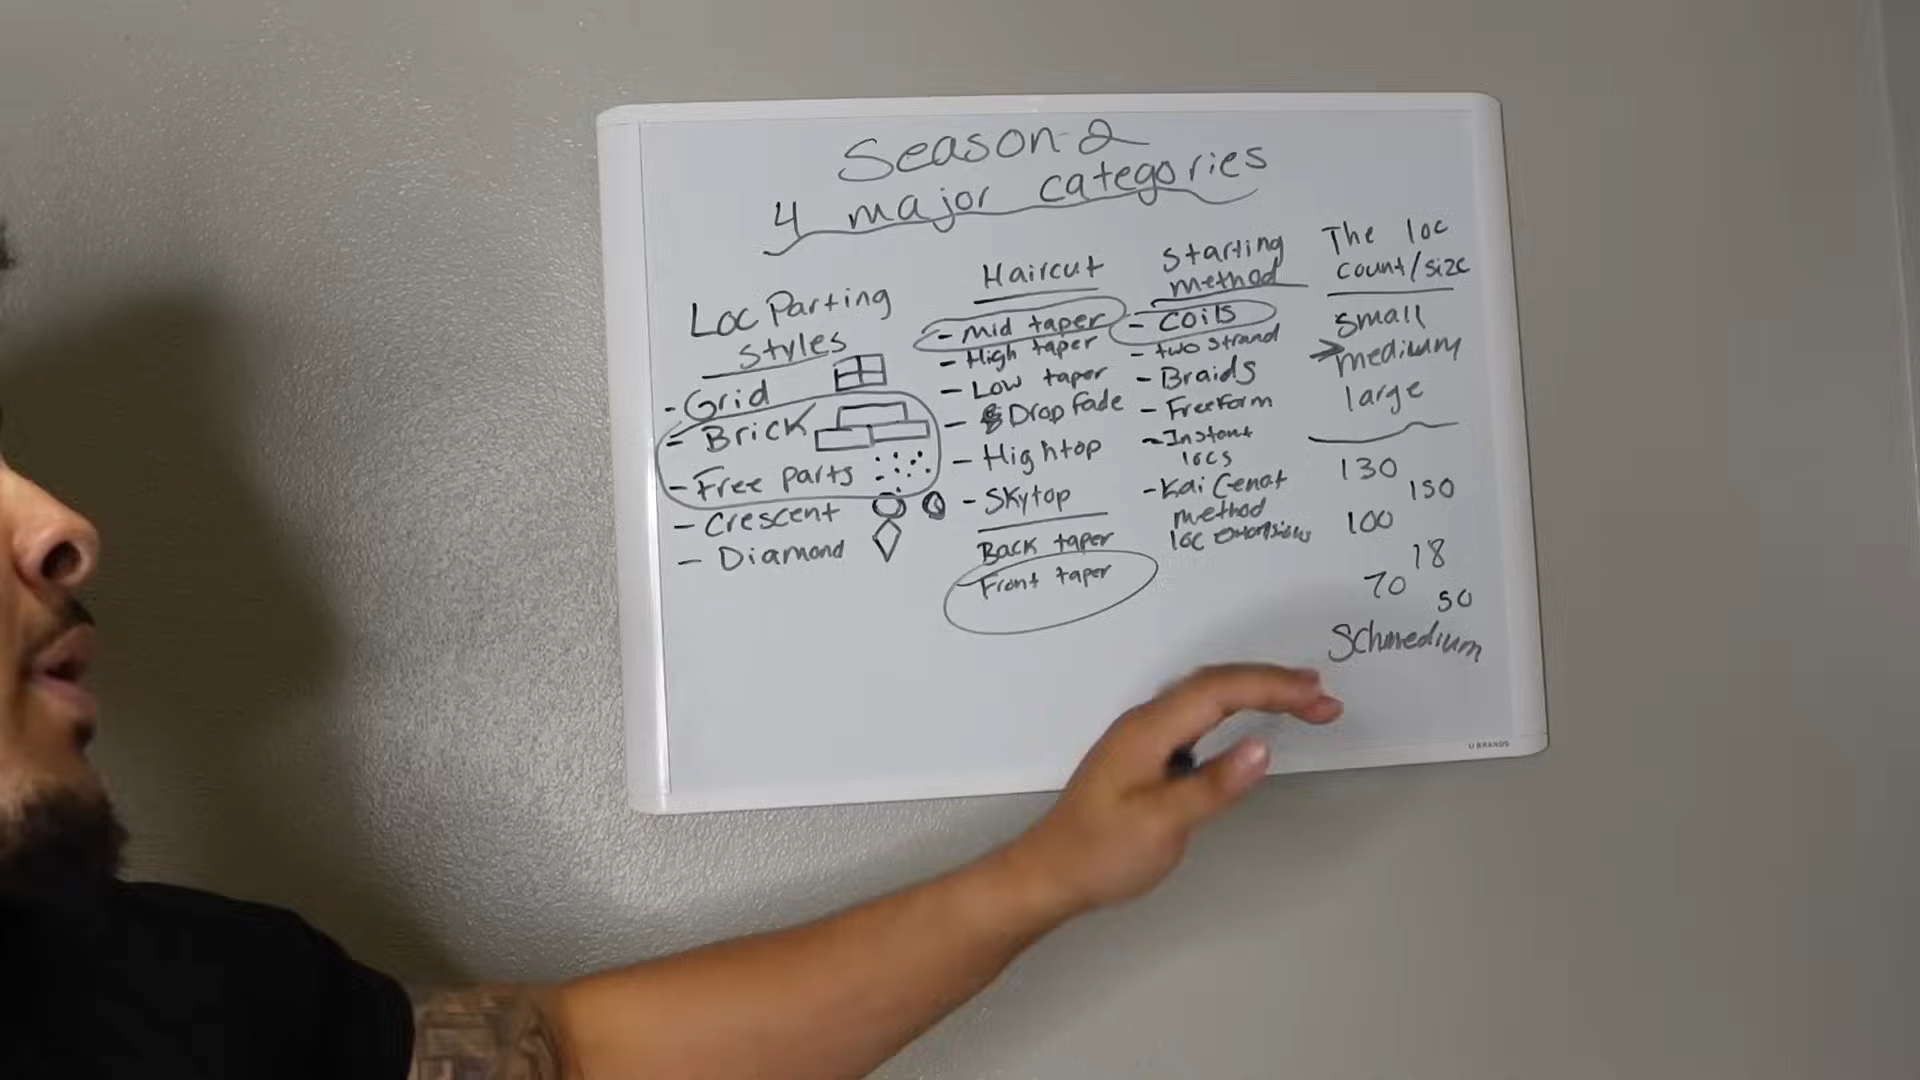 Season 2
4 major categories
Loc Parting
styles
- Grid
- Brick
- Free parts
- Crescent
- Diamond
Haircut
- Mid taper
- High taper
- Low taper
- Drop fade
- Hightop
- Skytop
Back taper
Front taper
Starting
method
- coils
- two strand
- Braids
- Freeform
- Instant
locs
- Kai Cenat
method
loc
The loc
count/size
small
medium
large
130
150
100
18
70
50
Schmedium
U BRANDS